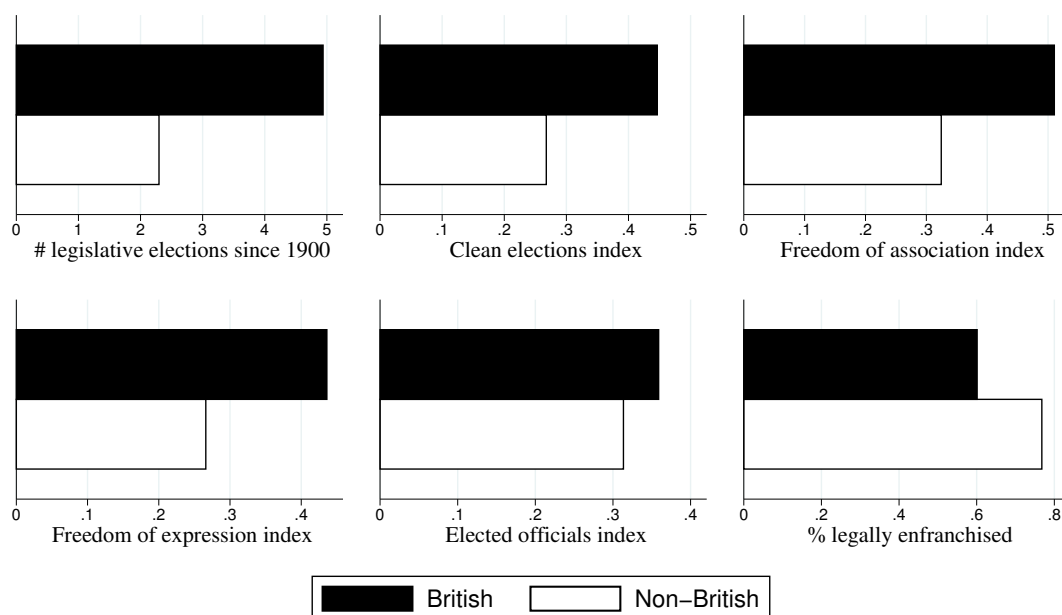 0 1 2 3 4 5
# legislative elections since 1900
0 .1 .2 .3 .4 .5
Clean elections index
0 .1 .2 .3 .4 .5
Freedom of association index
0 .1 .2 .3 .4
Freedom of expression index
0 .1 .2 .3 .4
Elected officials index
0 .2 .4 .6 .8
% legally enfranchised
British Non−British